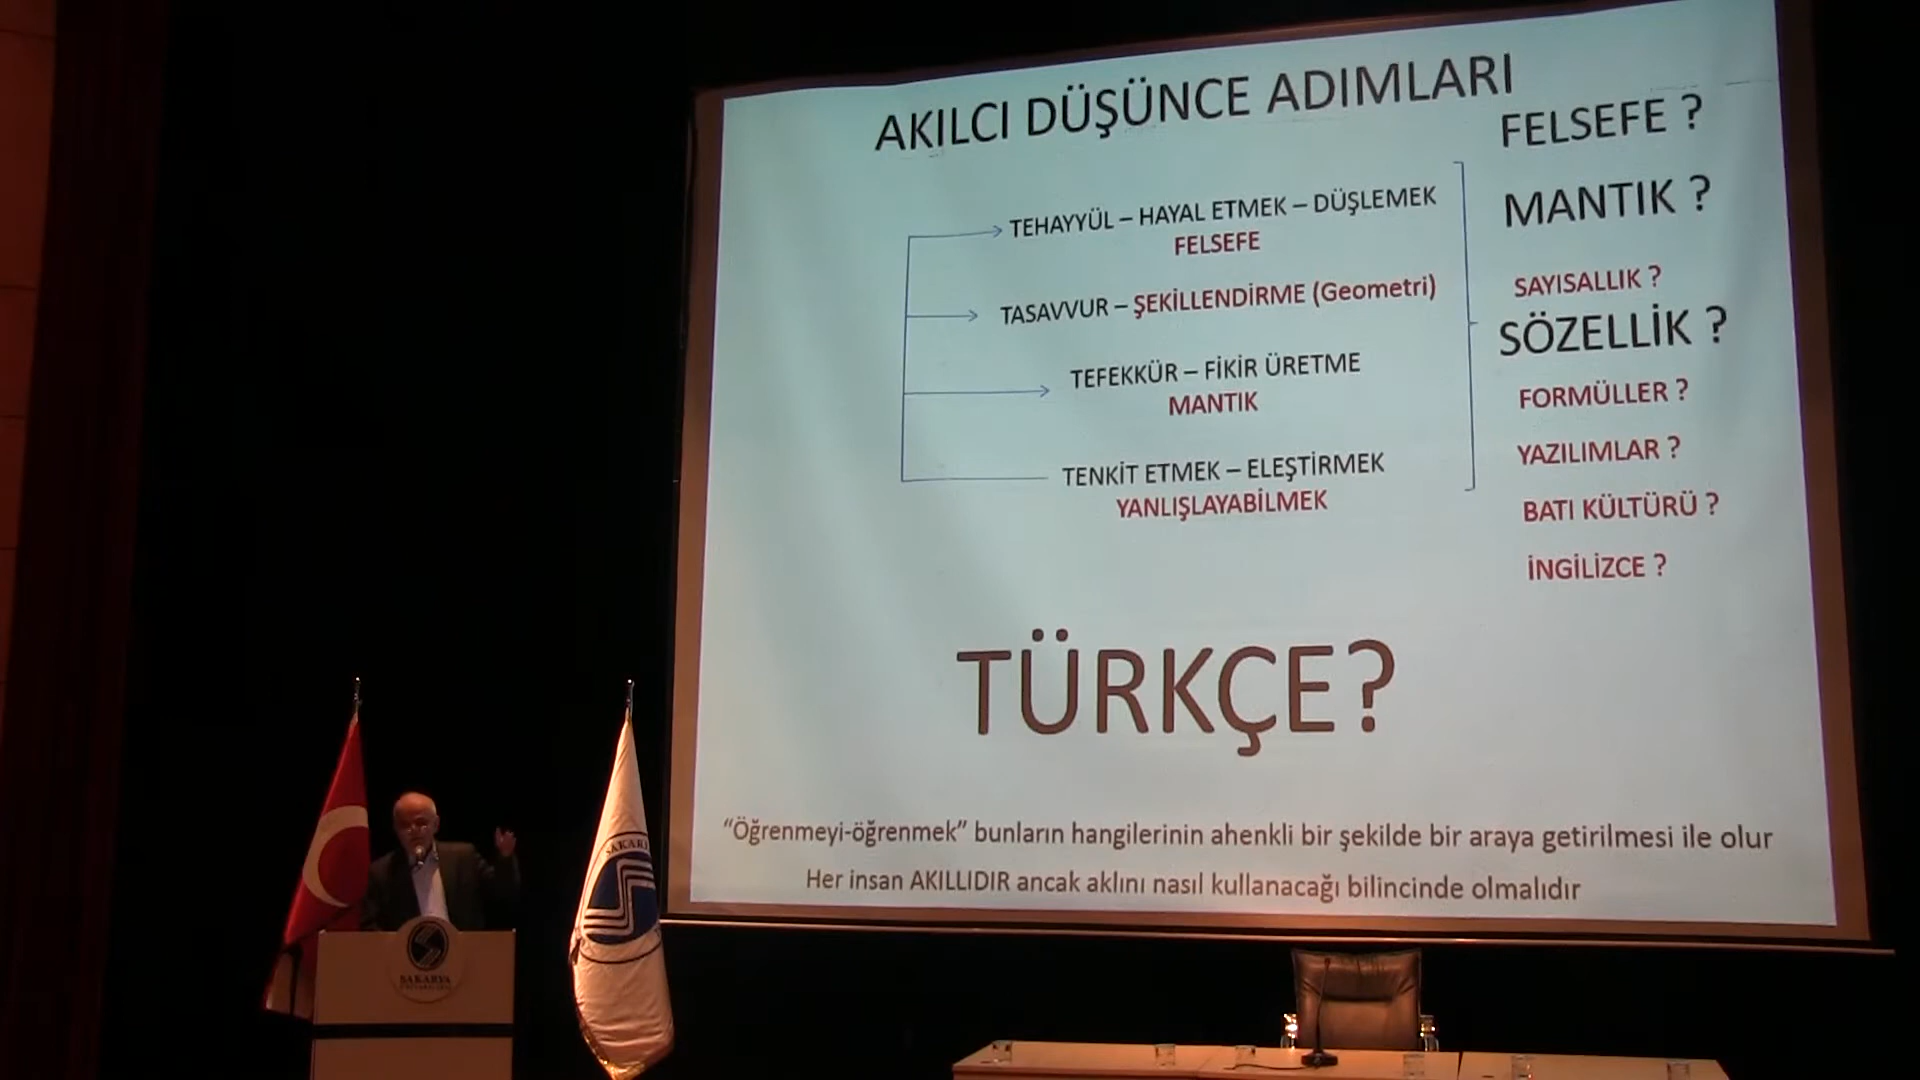 AKILCI DÜŞÜNCE ADIMLARI
FELSEFE ?
MANTIK ?
SAYISALLIK ?
SÖZELLİK ?
FORMÜLLER ?
YAZILIMLAR ?
BATI KÜLTÜRÜ ?
İNGİLİZCE ?
TEHAYYÜL – HAYAL ETMEK – DÜŞLEMEK
FELSEFE
TASAVVUR – ŞEKİLLENDİRME (Geometri)
TEFEKKÜR – FİKİR ÜRETME
MANTIK
TENKİT ETMEK – ELEŞTİRMEK
YANLIŞLAYABİLMEK
TÜRKÇE?
“Öğrenmeyi-öğrenmek” bunların hangilerinin ahenkli bir şekilde bir araya getirilmesi ile olur
Her insan AKILLIDIR ancak aklını nasıl kullanacağı bilincinde olmalıdır
SAKARYA